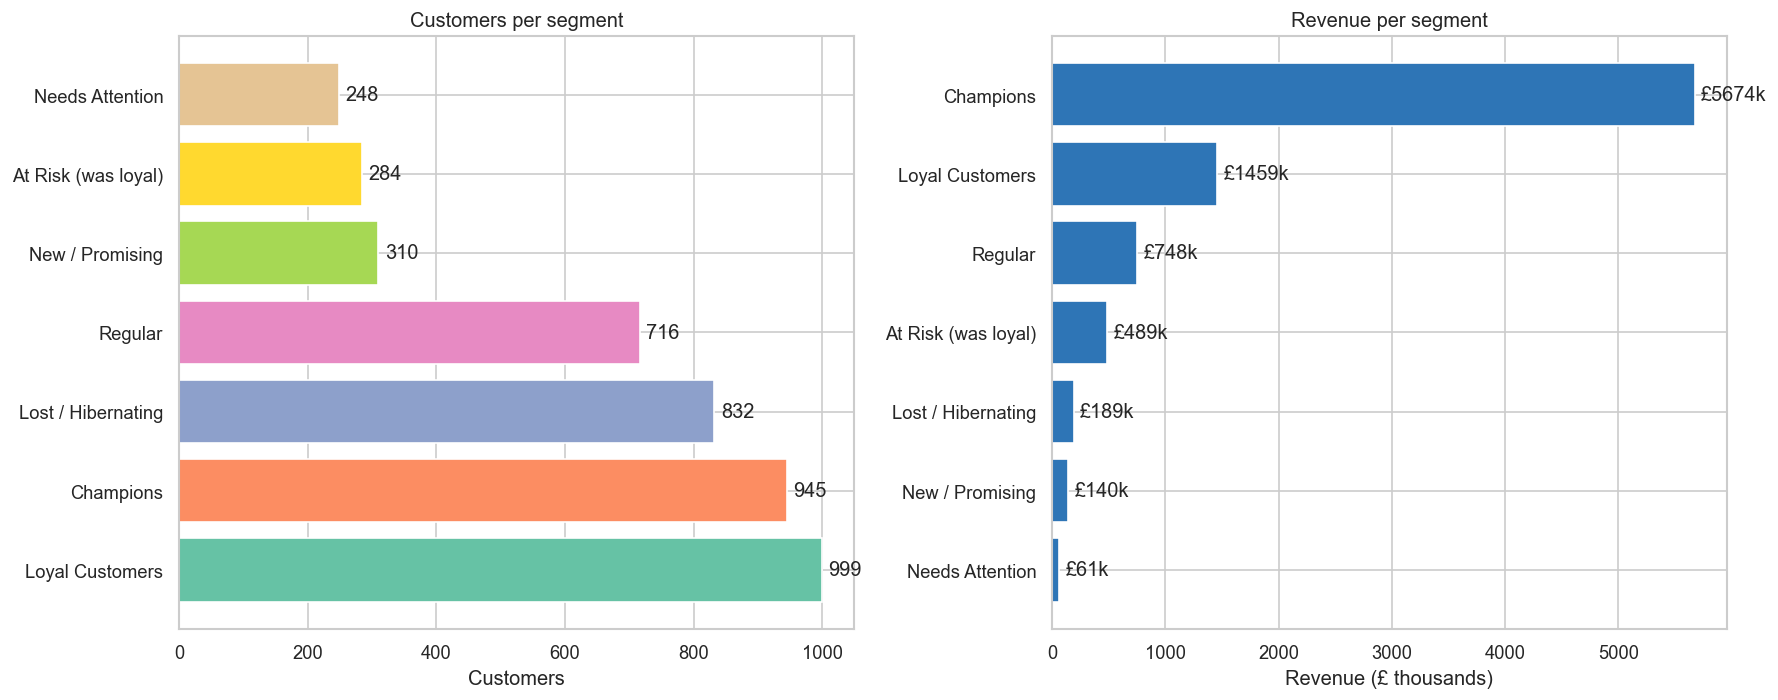 Customers per segment
Needs Attention
248
At Risk (was loyal)
284
New / Promising
310
Regular
716
Lost / Hibernating
832
Champions
945
Loyal Customers
999
0 200 400 600 800 1000
Customers
Revenue per segment
Champions
£5674k
Loyal Customers
£1459k
Regular
£748k
At Risk (was loyal)
£489k
Lost / Hibernating
£189k
New / Promising
£140k
Needs Attention
£61k
0 1000 2000 3000 4000 5000
Revenue (£ thousands)